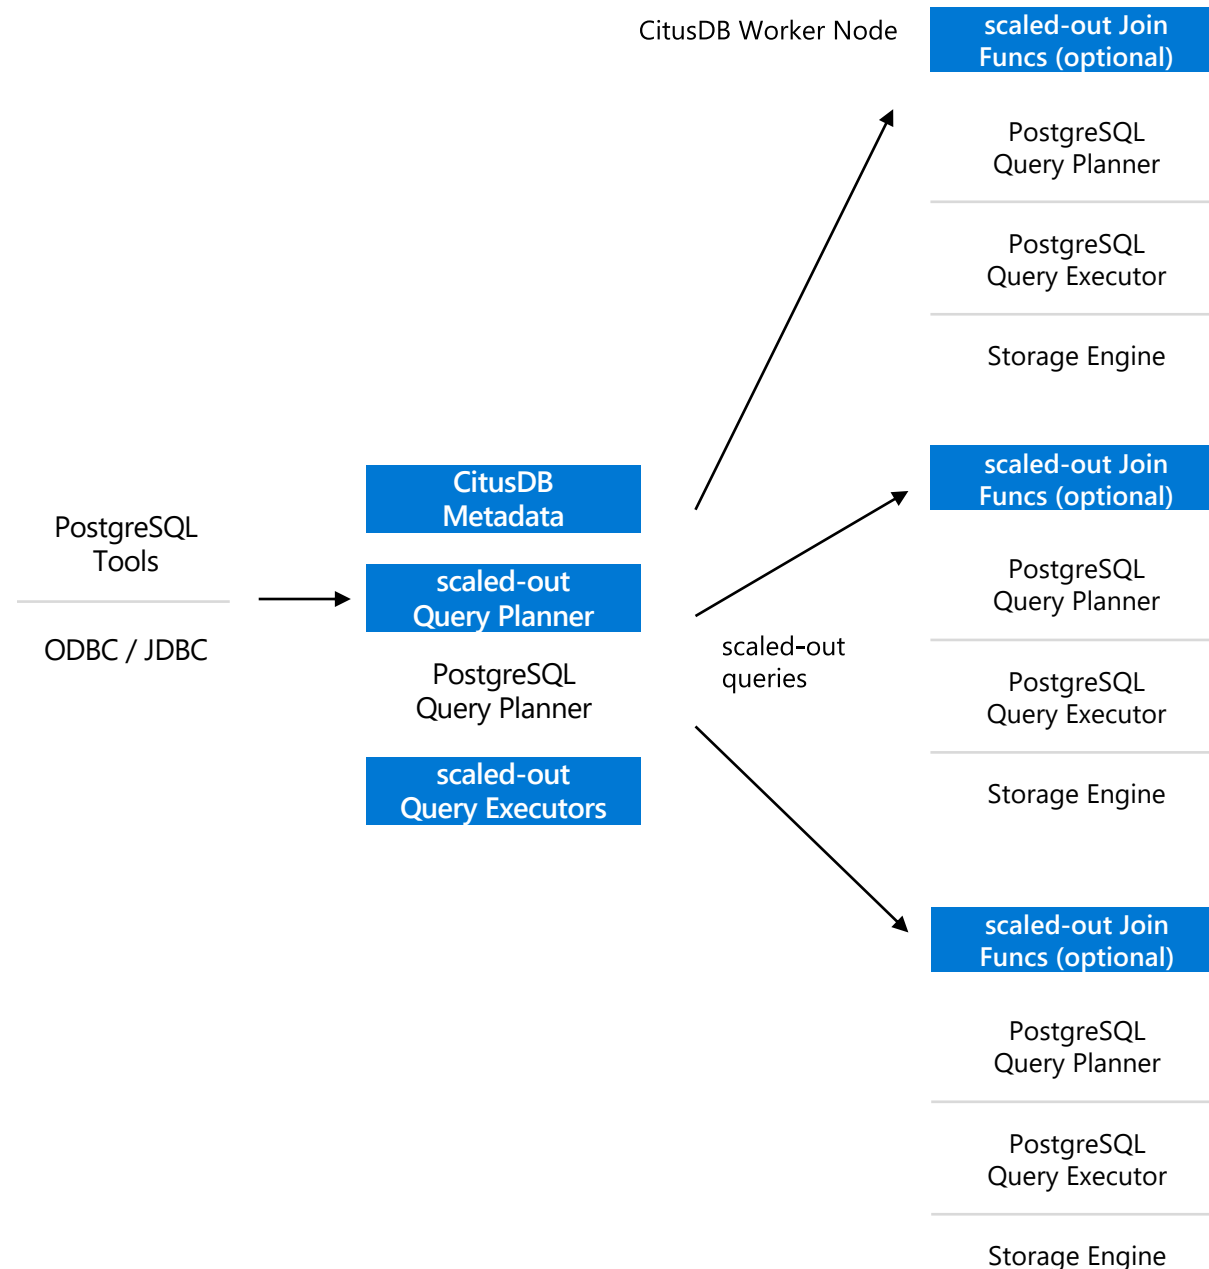 CitusDB Worker Node
scaled-out Join
Funcs (optional)
PostgreSQL
Query Planner
PostgreSQL
Query Executor
Storage Engine
PostgreSQL
Tools
ODBC / JDBC
CitusDB
Metadata
scaled-out
Query Planner
PostgreSQL
Query Planner
scaled-out
Query Executors
scaled-out
queries
scaled-out Join
Funcs (optional)
PostgreSQL
Query Planner
PostgreSQL
Query Executor
Storage Engine
scaled-out Join
Funcs (optional)
PostgreSQL
Query Planner
PostgreSQL
Query Executor
Storage Engine